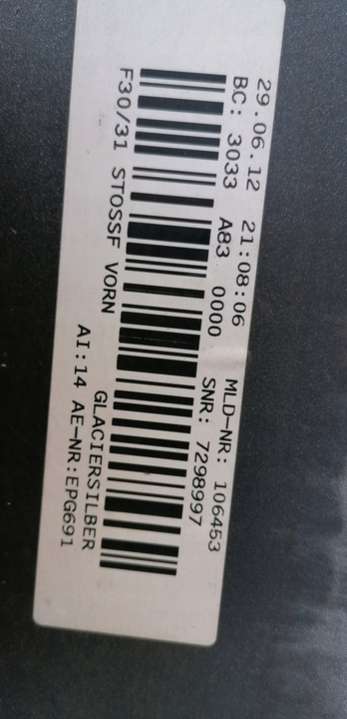 29.06.12 21:08:06 MLD-NR: 106453
BC: 3033 A83 0000 SNR: 7298997
F30/31 STOSSF VORN GLACIERSILBER
AI:14 AE-NR:EPG691